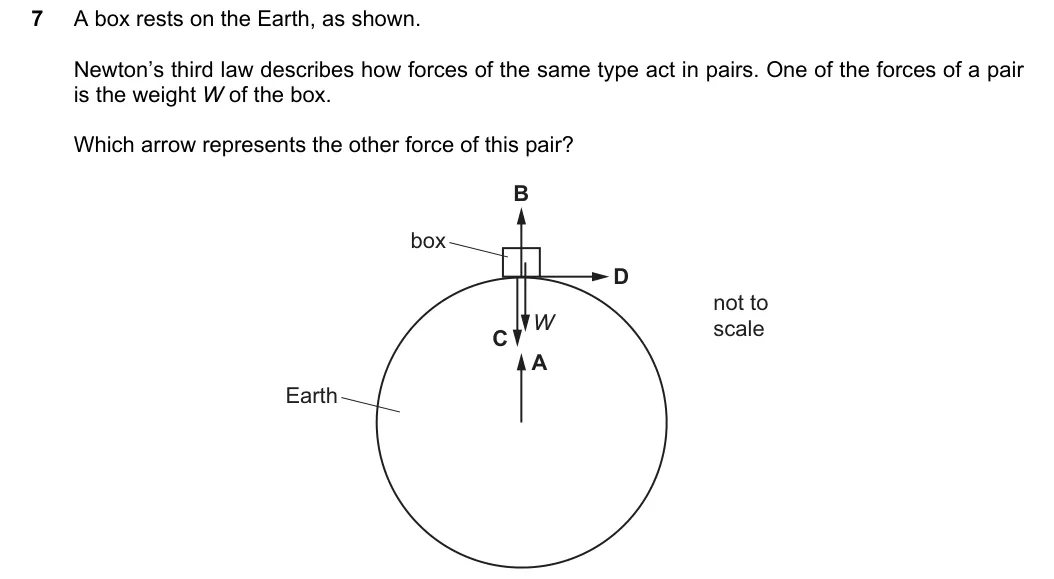 7 A box rests on the Earth, as shown.
Newton’s third law describes how forces of the same type act in pairs. One of the forces of a pair
is the weight W of the box.
Which arrow represents the other force of this pair?
B
box
D
not to
scale
W
C
A
Earth